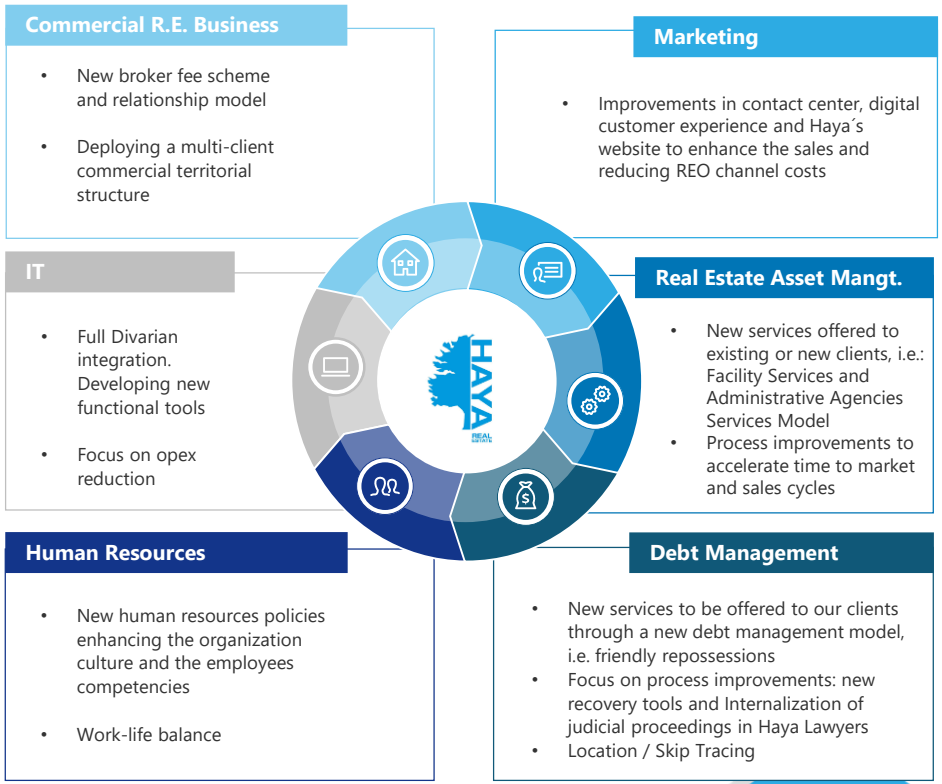 Commercial R.E. Business
• New broker fee scheme
and relationship model
• Deploying a multi-client
commercial territorial
structure
Marketing
• Improvements in contact center, digital
customer experience and Haya´s
website to enhance the sales and
reducing REO channel costs
IT
• Full Divarian
integration.
Developing new
functional tools
• Focus on opex
reduction
HAYA
REAL
ESTATE
$
Real Estate Asset Mangt.
• New services offered to
existing or new clients, i.e.:
Facility Services and
Administrative Agencies
Services Model
• Process improvements to
accelerate time to market
and sales cycles
Human Resources
• New human resources policies
enhancing the organization
culture and the employees
competencies
• Work-life balance
Debt Management
• New services to be offered to our clients
through a new debt management model,
i.e. friendly repossessions
• Focus on process improvements: new
recovery tools and Internalization of
judicial proceedings in Haya Lawyers
• Location / Skip Tracing